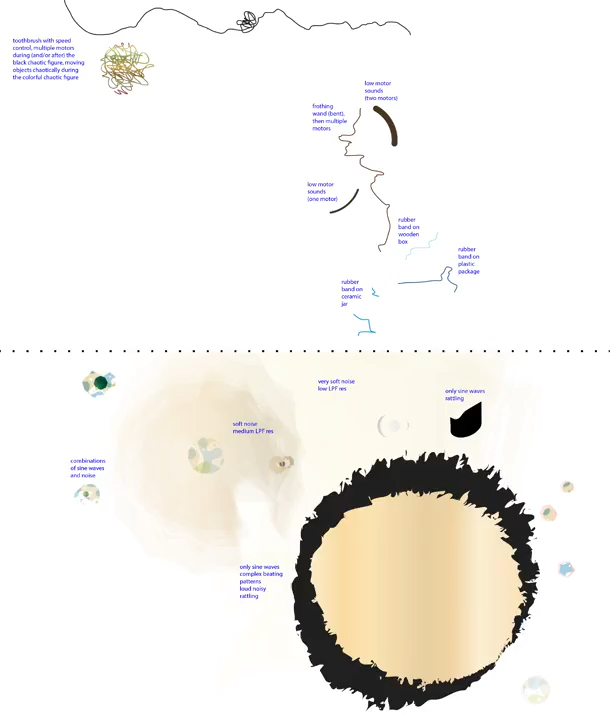 toothbrush with speed
control, multiple motors
during (and/or after) the
black chaotic figure, moving
objects chaotically during
the colorful chaotic figure
low motor
sounds
(two motors)
frothing
wand (bent),
then multiple
motors
low motor
sounds
(one motor)
rubber
band on
wooden
box
rubber
band on
plastic
package
rubber
band on
ceramic
jar
very soft noise
low LPF res
only sine waves
rattling
soft noise
medium LPF res
combinations
of sine waves
and noise
only sine waves
complex beating
patterns
loud noisy
rattling